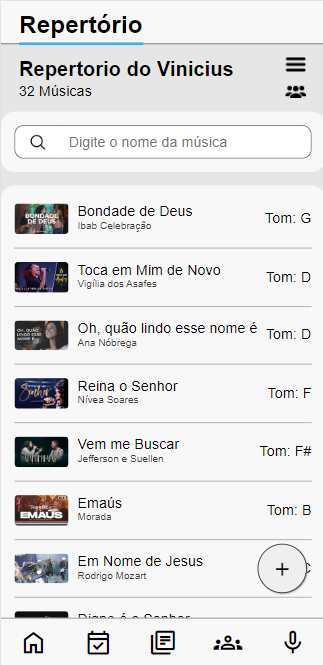 Repertório
Repertorio do Vinicius
32 Músicas
Digite o nome da música
BONDADE
DE DEUS
Bondade de Deus
Ibab Celebração
Tom: G
Toca em Mim de Novo
Vigília dos Asafes
Tom: D
OH, QUÃO
LINDO ESSE
NOME É
Oh, quão lindo esse nome é
Ana Nóbrega
Tom: D
Senhor
Reina o Senhor
Nívea Soares
Tom: F
Vem me Buscar
Jefferson e Suellen
Tom: F#
EMAÚS
Emaús
Morada
Tom: B
Em Nome de Jesus
Rodrigo Mozart
+